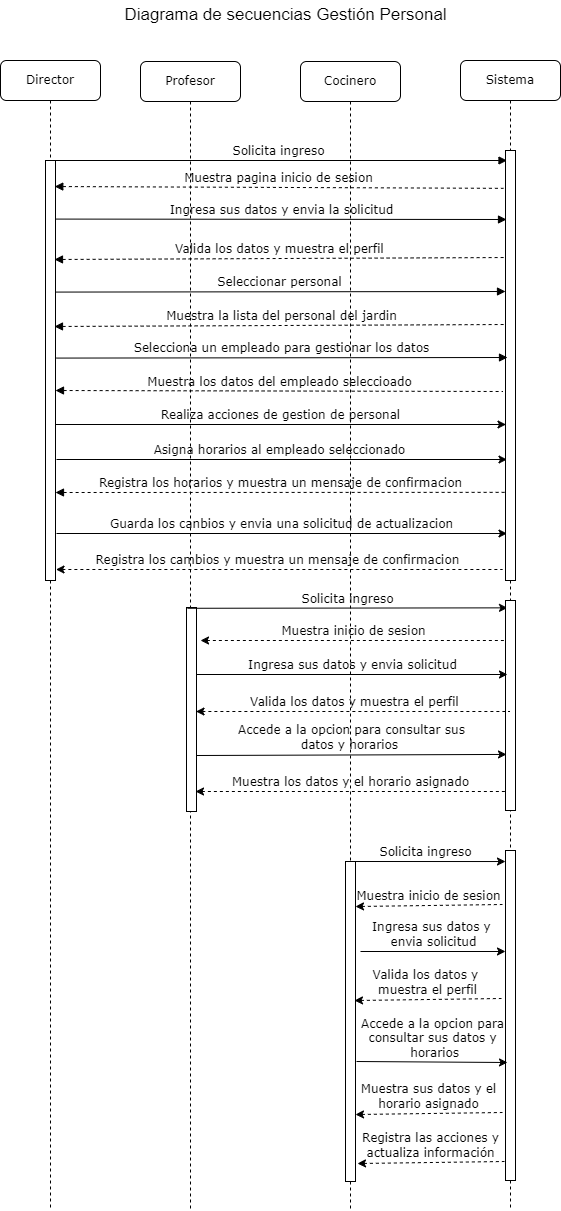 Diagrama de secuencias Gestión Personal
Director
Profesor
Cocinero
Sistema
Solicita ingreso
Muestra pagina inicio de sesion
Ingresa sus datos y envia la solicitud
Valida los datos y muestra el perfil
Seleccionar personal
Muestra la lista del personal del jardin
Selecciona un empleado para gestionar los datos
Muestra los datos del empleado seleccioado
Realiza acciones de gestion de personal
Asigna horarios al empleado seleccionado
Registra los horarios y muestra un mensaje de confirmacion
Guarda los canbios y envia una solicitud de actualizacion
Registra los cambios y muestra un mensaje de confirmacion
Solicita ingreso
Muestra inicio de sesion
Ingresa sus datos y envia solicitud
Valida los datos y muestra el perfil
Accede a la opcion para consultar sus
datos y horarios
Muestra los datos y el horario asignado
Solicita ingreso
Muestra inicio de sesion
Ingresa sus datos y
envia solicitud
Valida los datos y
muestra el perfil
Accede a la opcion para
consultar sus datos y
horarios
Muestra sus datos y el
horario asignado
Registra las acciones y
actualiza información